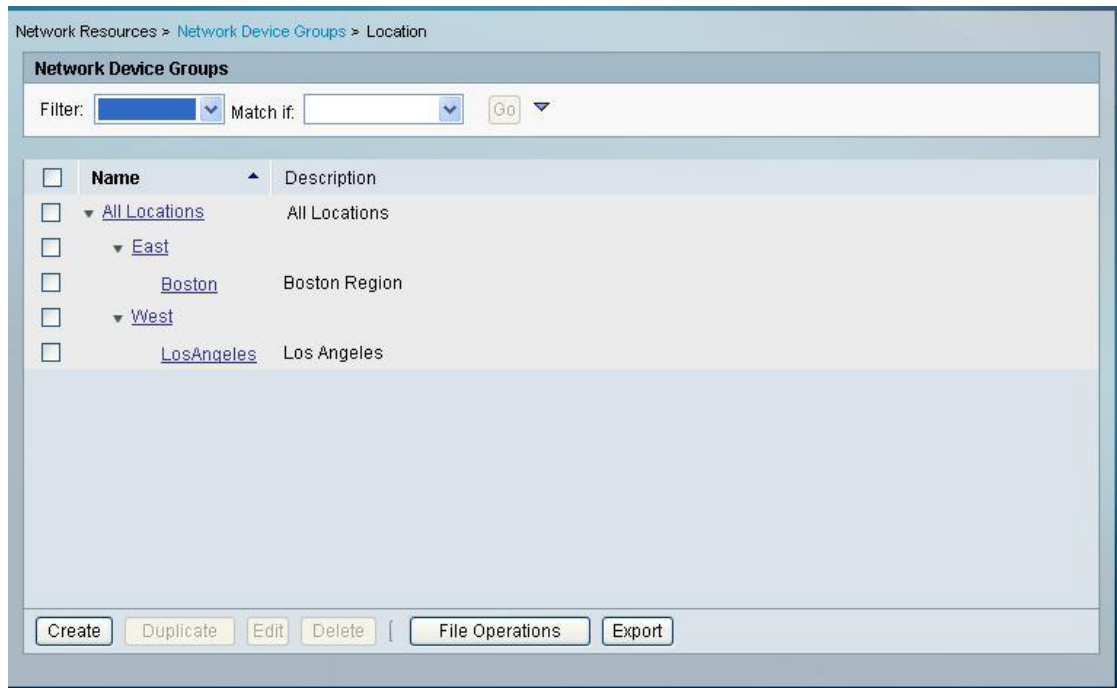 Network Resources > Network Device Groups > Location
Network Device Groups
Filter: Match if: Go
Name Description
All Locations All Locations
East
Boston Boston Region
West
LosAngeles Los Angeles
Create Duplicate Edit Delete | File Operations Export